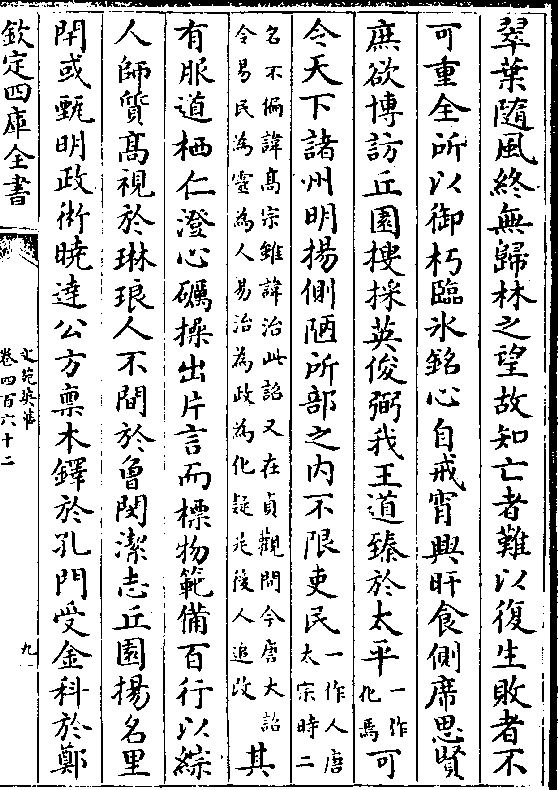 翠葉隨風終無歸林之望故知亡者難以復生敗者不
可重全所以御朽臨氷銘心自戒宵興旰食側席思賢
庶欲博訪丘園搜採英俊弼我王道臻於太平一作化焉可
令天下諸州明揚側陋所部之内不限吏民一作人唐太宗時二
名不偏諱髙宗雖諱治此詔又在貞觀問今唐大詔
令易民為㝉為人易治為政為化疑是後人追改其
有服道栖仁澄心礪操出片言而標物範備百行以綜
人師質髙視於琳琅人不間於魯閔潔志丘園揚名里
閈或甄明政術曉達公方禀木鐸於孔門受金科於鄭
欽定四庫全書
文苑英華
卷四百六十二
九